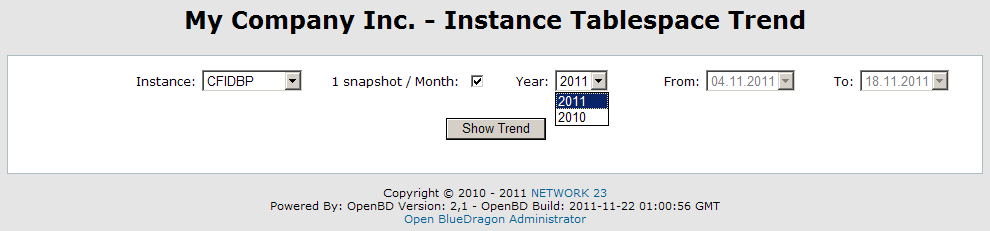 My Company Inc. - Instance Tablespace Trend
Instance: CFIDBP 1 snapshot / Month: Year: 2011 From: 04.11.2011 To: 18.11.2011
2011
2010
Show Trend
Copyright © 2010 - 2011 NETWORK 23
Powered By: OpenBD Version: 2,1 - OpenBD Build: 2011-11-22 01:00:56 GMT
Open BlueDragon Administrator